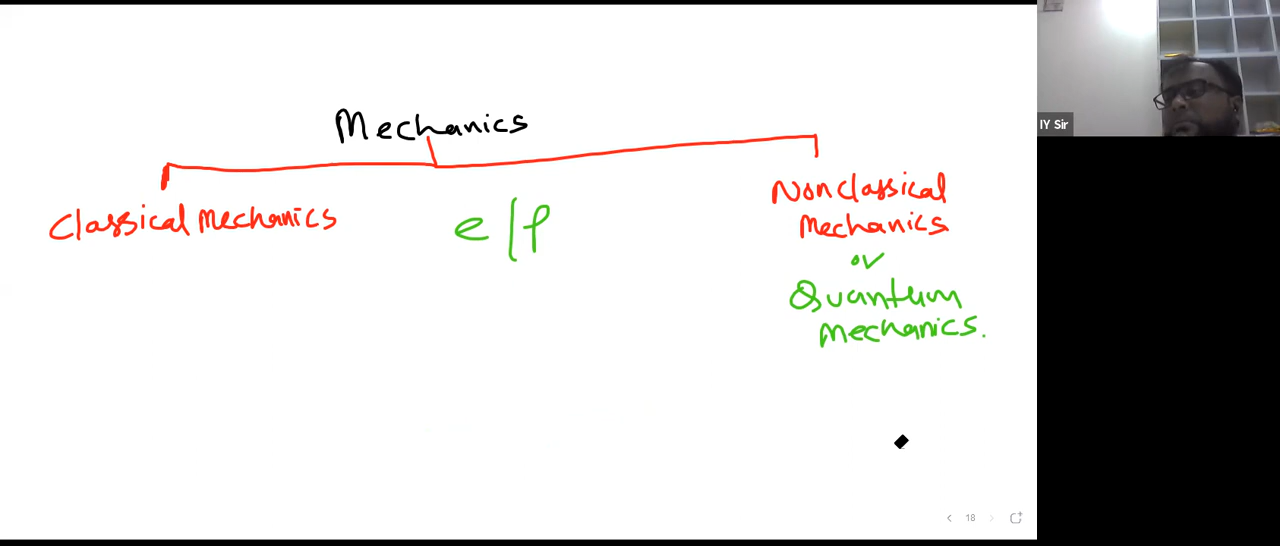 Mechanics
Classical Mechanics
e/p
Nonclassical
Mechanics
or
Quantum
Mechanics.
IY Sir
18